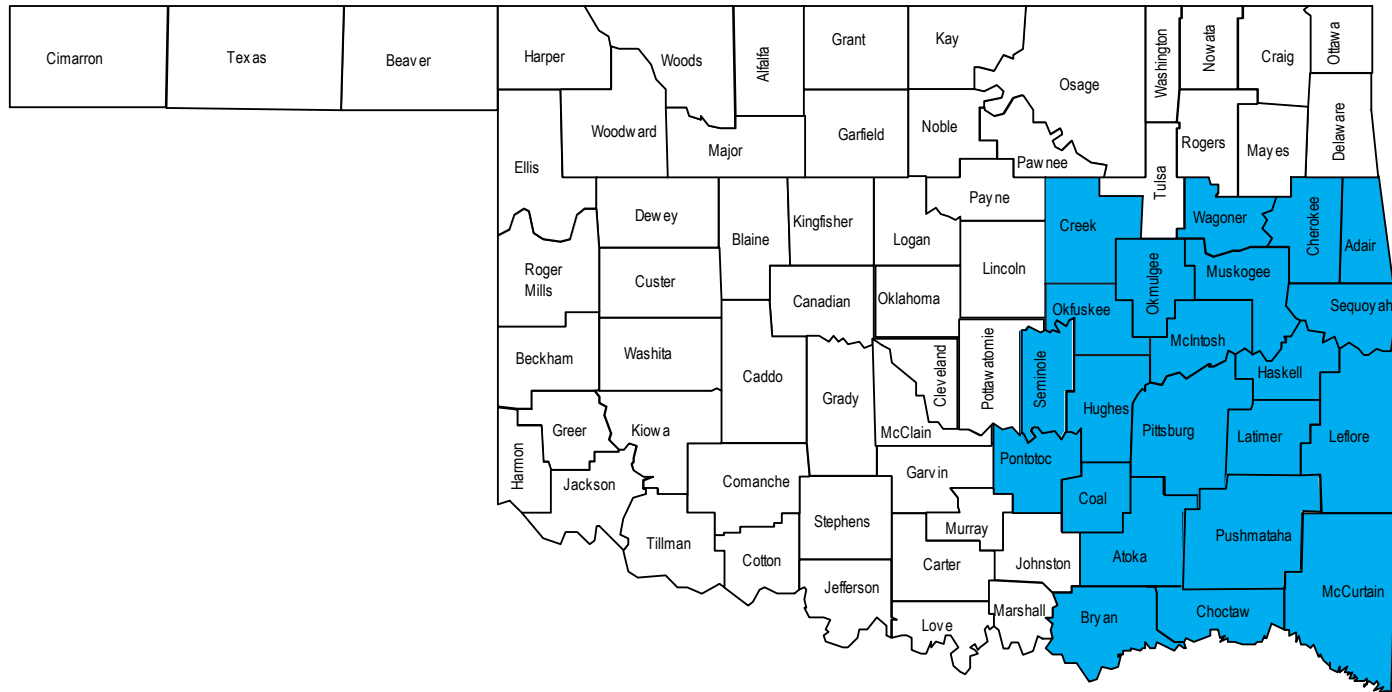 Cimarron
Texas
Beaver
Harper
Woods
Alfalfa
Grant
Kay
Osage
Washington
Nowata
Craig
Ottawa
Woodward
Major
Garfield
Noble
Pawnee
Tulsa
Rogers
Mayes
Delaware
Ellis
Dewey
Blaine
Kingfisher
Logan
Payne
Creek
Wagoner
Cherokee
Adair
Roger
Mills
Custer
Canadian
Oklahoma
Lincoln
Okfuskee
Okmulgee
Muskogee
Sequoyah
Beckham
Washita
Caddo
Grady
McClain
Cleveland
Pottawatomie
Seminole
Hughes
McIntosh
Haskell
Pittsburg
Latimer
Leflore
Harmon
Greer
Kiowa
Jackson
Comanche
Garvin
Pontotoc
Coal
Tillman
Cotton
Stephens
Murray
Carter
Johnston
Atoka
Pushmataha
McCurtain
Jefferson
Love
Marshall
Bryan
Choctaw